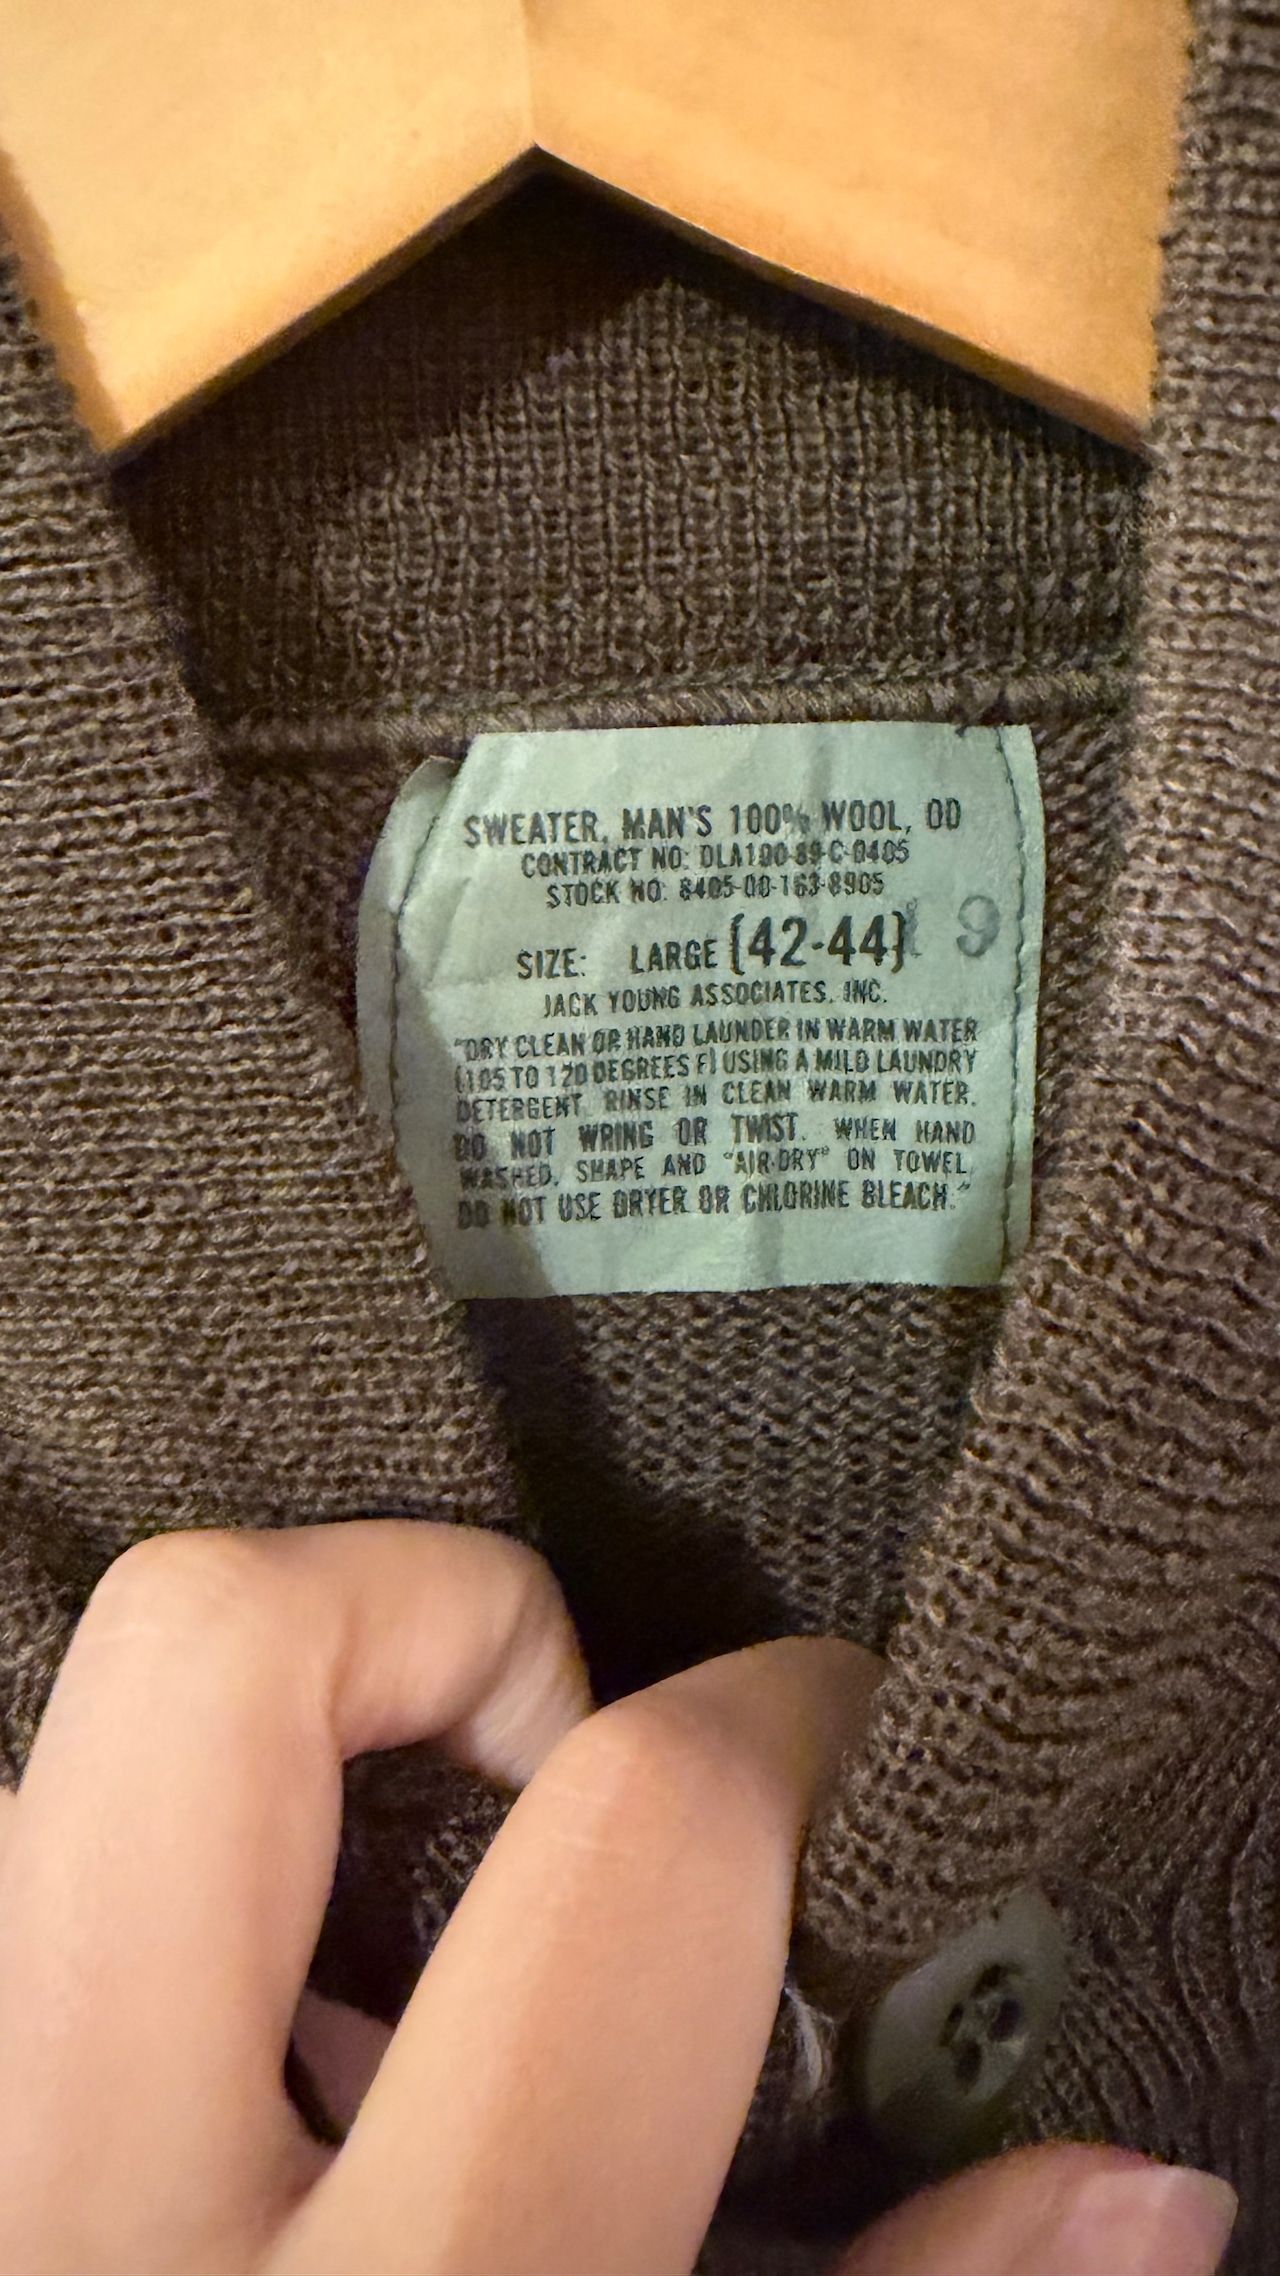 SWEATER, MAN'S 100% WOOL, OD
CONTRACT NO: DLA100-89-C-0405
STOCK NO. 8405-00-163-8905
SIZE: LARGE (42-44) 9
JACK YOUNG ASSOCIATES, INC.
"DRY CLEAN OR HAND LAUNDER IN WARM WATER
(105 TO 120 DEGREES F) USING A MILD LAUNDRY
DETERGENT RINSE IN CLEAN WARM WATER.
DO NOT WRING OR TWIST. WHEN HAND
WASHED, SHAPE AND "AIR-DRY" ON TOWEL
DO NOT USE DRYER OR CHLORINE BLEACH."